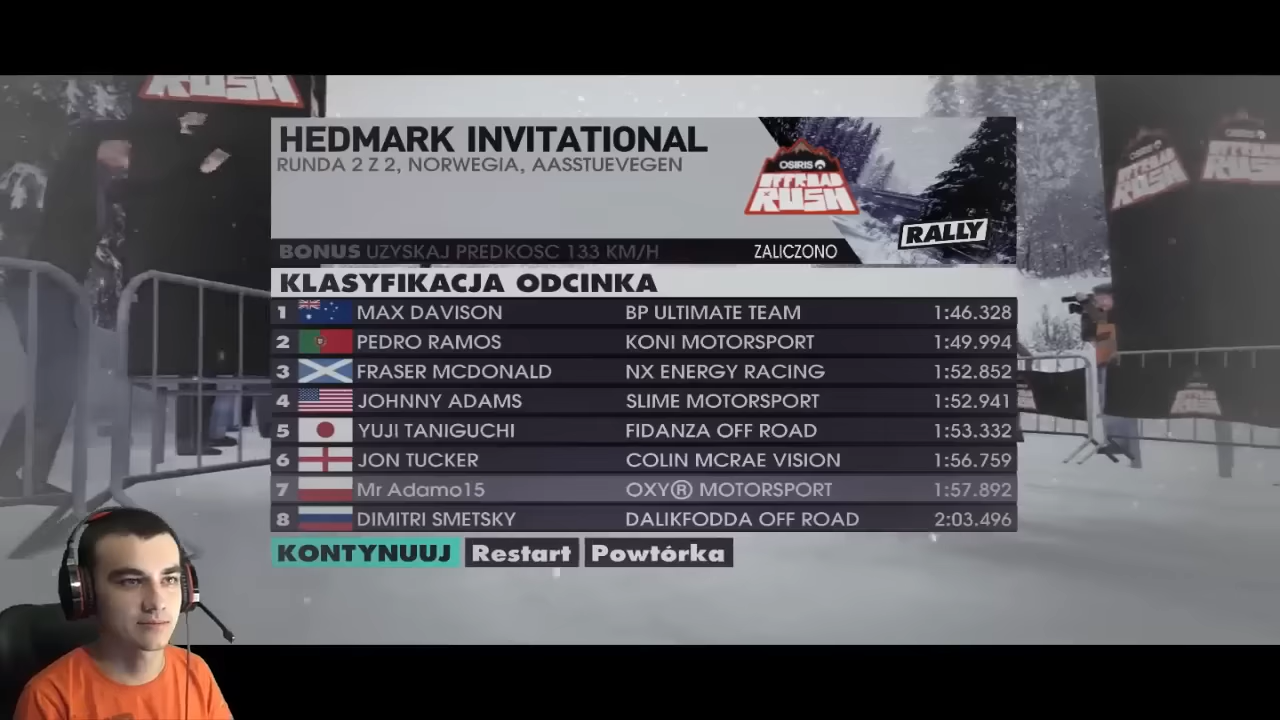 RUSH
HEDMARK INVITATIONAL
RUNDA 2 Z 2, NORWEGIA, AASSTUEVEGEN
OSIRIS
OFFROAD
RUSH
RALLY
BONUS UZYSKAJ PREDKOSC 133 KM/H ZALICZONO
KLASYFIKACJA ODCINKA
1 MAX DAVISON BP ULTIMATE TEAM 1:46.328
2 PEDRO RAMOS KONI MOTORSPORT 1:49.994
3 FRASER MCDONALD NX ENERGY RACING 1:52.852
4 JOHNNY ADAMS SLIME MOTORSPORT 1:52.941
5 YUJI TANIGUCHI FIDANZA OFF ROAD 1:53.332
6 JON TUCKER COLIN MCRAE VISION 1:56.759
7 Mr Adamo15 OXY® MOTORSPORT 1:57.892
8 DIMITRI SMETSKY DALIKFODDA OFF ROAD 2:03.496
KONTYNUUJ Restart Powtórka
RUSH
RUSH